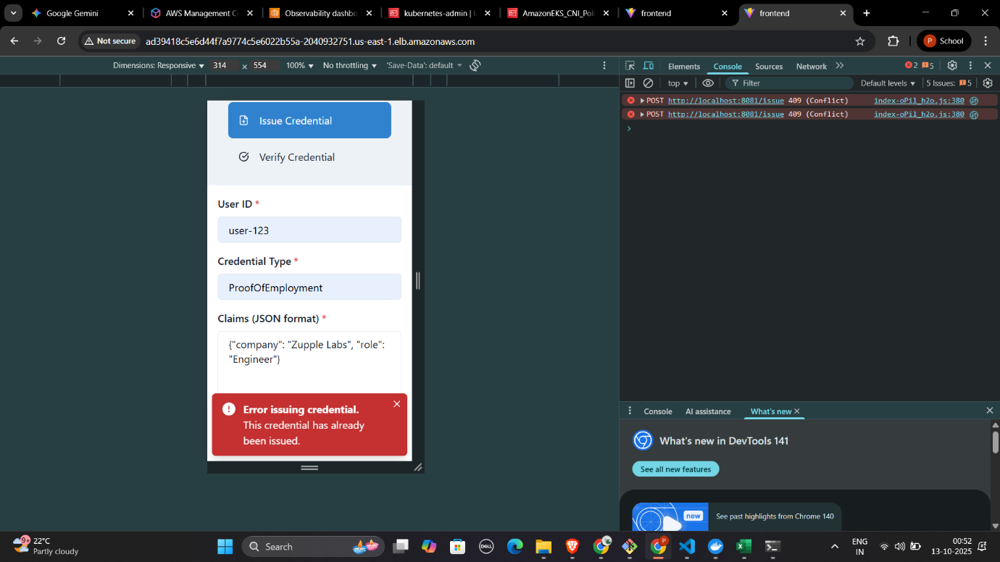 Google Gemini
AWS Management Co
Observability dashbo
kubernetes-admin | U
AmazonEKS_CNI_Poli
frontend
frontend
Not secure
ad39418c5e6d44f7a9774c5e6022b55a-2040932751.us-east-1.elb.amazonaws.com
P
School
Dimensions: Responsive
314
x
554
100%
No throttling
'Save-Data': default
Elements
Console
Sources
Network
2
5
top
Filter
Default levels
5 Issues:
5
POST http://localhost:8081/issue 409 (Conflict)
index-oPil_h2o.js:380
POST http://localhost:8081/issue 409 (Conflict)
index-oPil_h2o.js:380
Issue Credential
Verify Credential
User ID *
user-123
Credential Type *
ProofOfEmployment
Claims (JSON format) *
{"company": "Zupple Labs", "role":
"Engineer"}
Error issuing credential.
This credential has already
been issued.
Console
AI assistance
What's new
What's new in DevTools 141
See all new features
new
See past highlights from Chrome 140
9+
22°C
Partly cloudy
Search
DELL
P
ENG
IN
00:52
13-10-2025